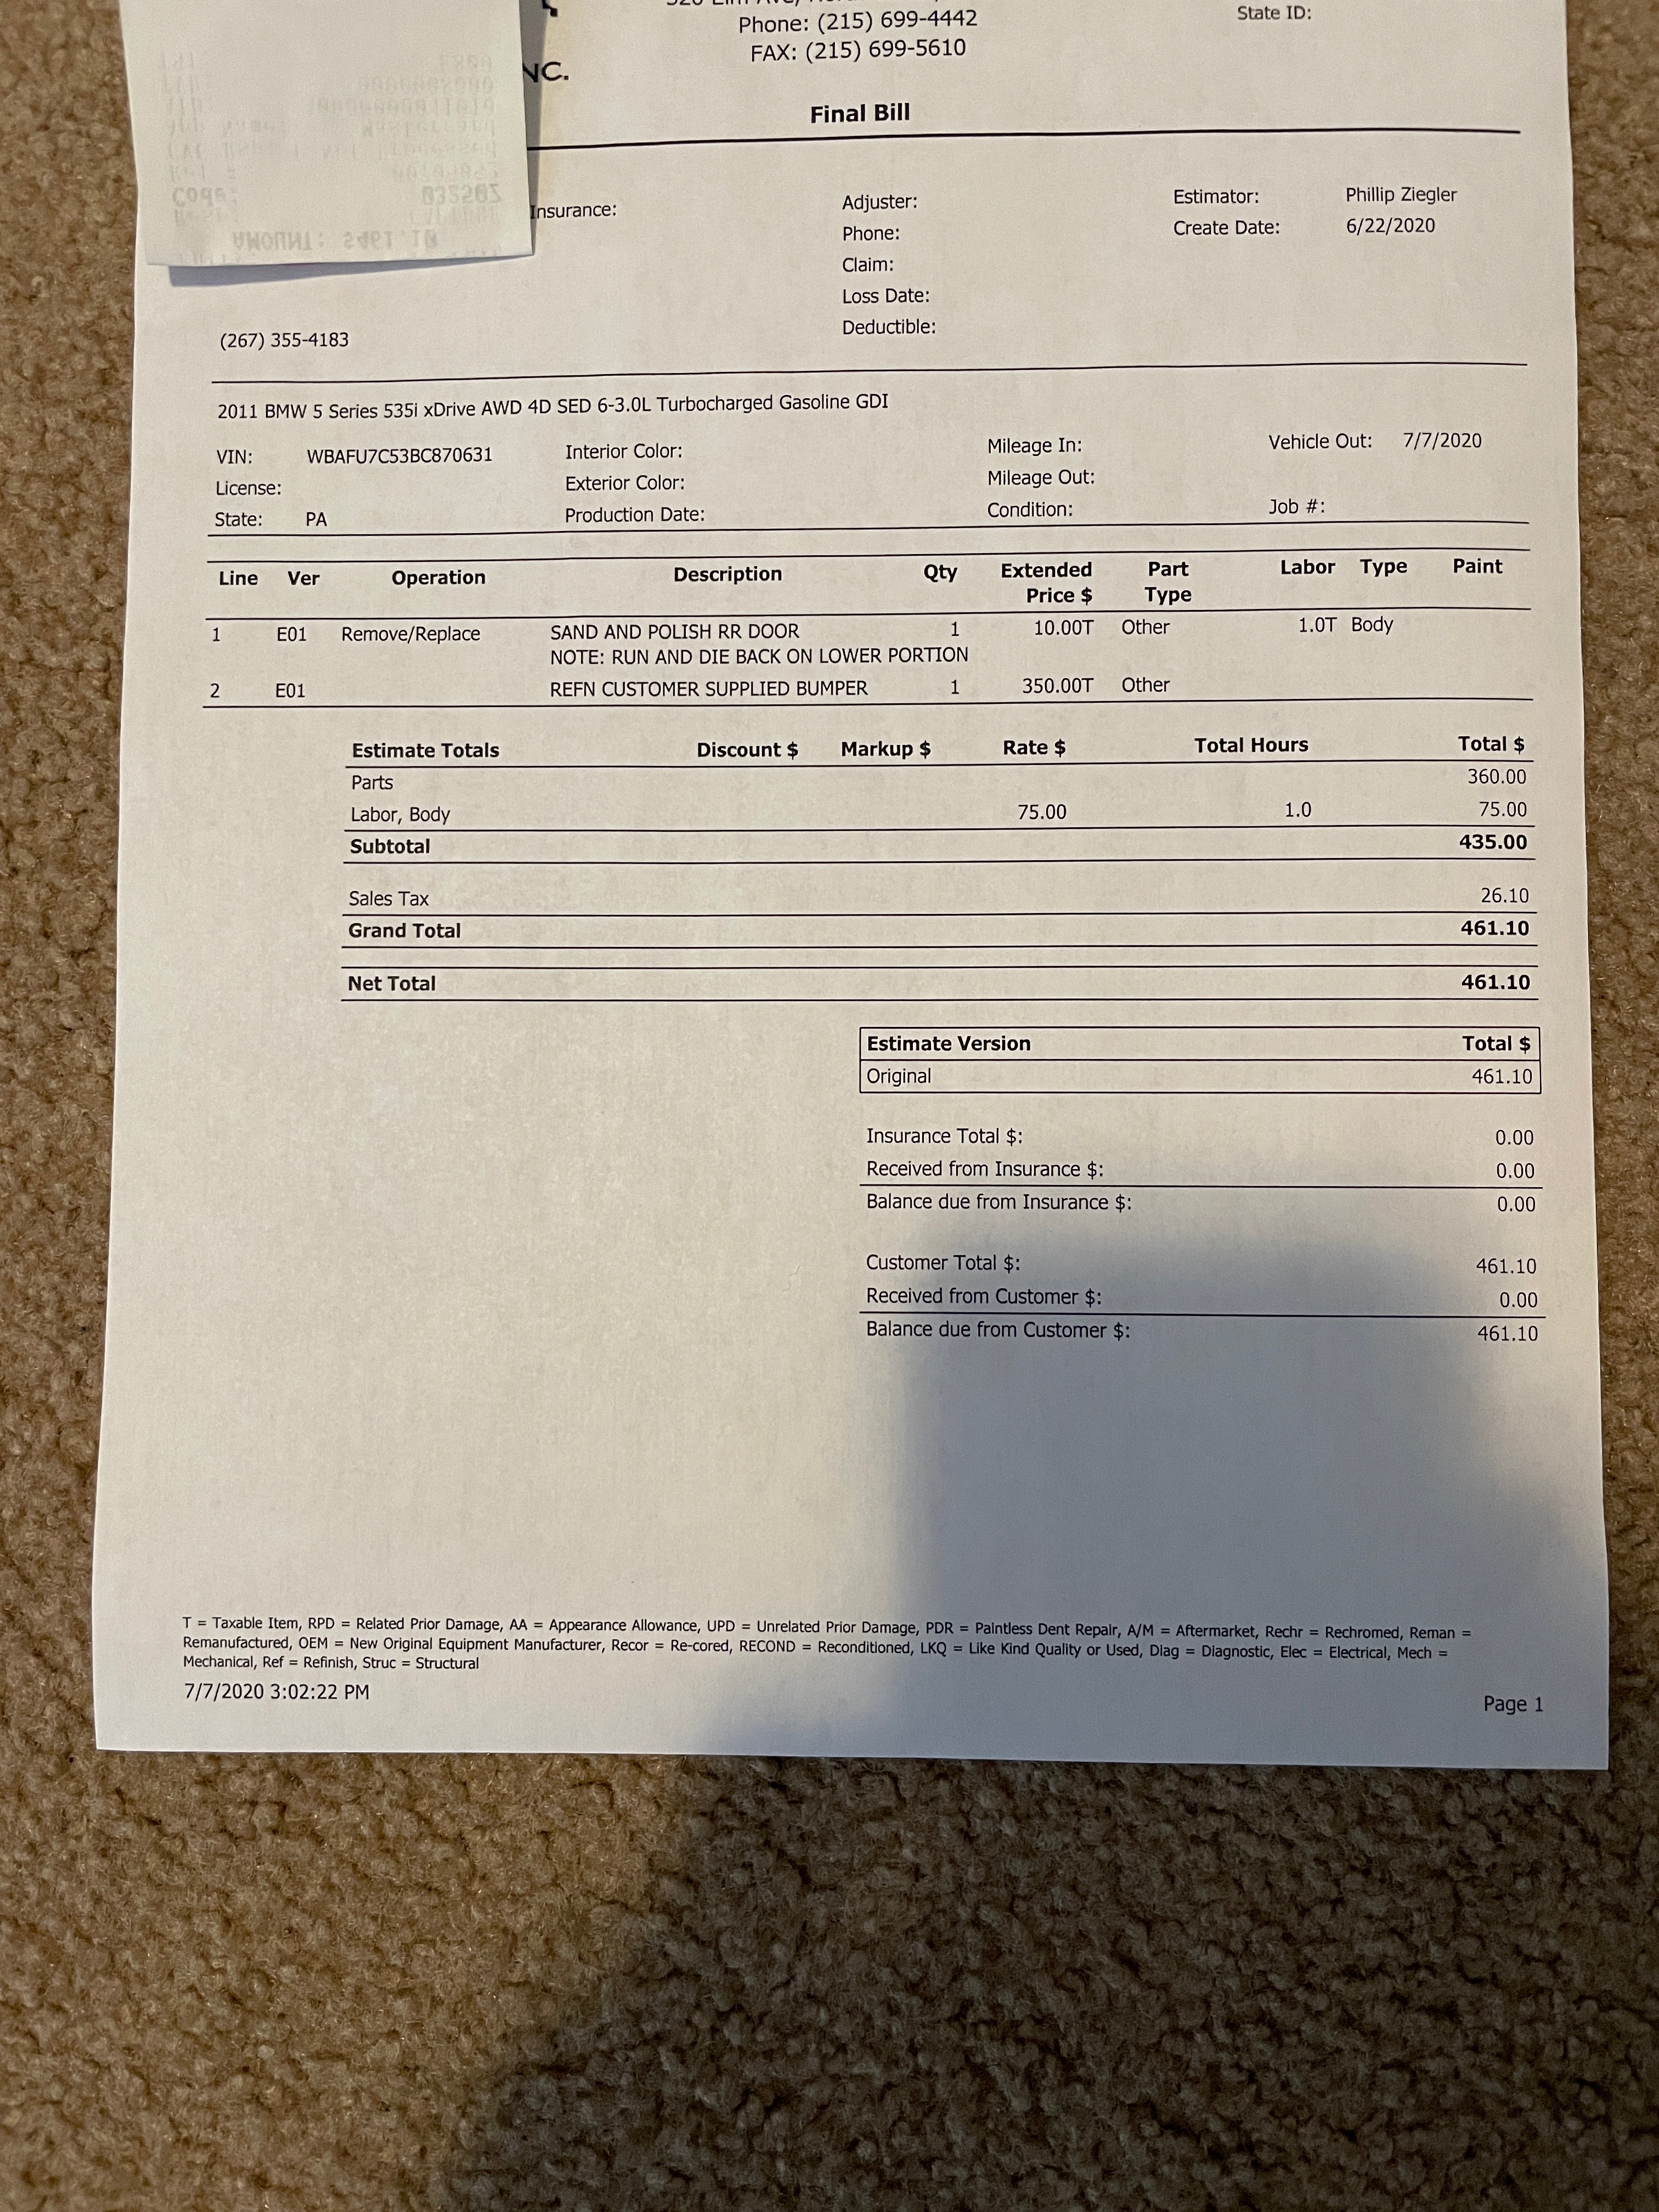 Phone: (215) 699-4442
State ID:
FAX: (215) 699-5610
NC.
Final Bill
Code: 03250Z
AMOUNT: $461.10
Insurance:
Adjuster:
Estimator: Phillip Ziegler
Phone:
Create Date: 6/22/2020
Claim:
Loss Date:
Deductible:
(267) 355-4183
2011 BMW 5 Series 535i xDrive AWD 4D SED 6-3.0L Turbocharged Gasoline GDI
VIN: WBAFU7C53BC870631 Interior Color: Mileage In: Vehicle Out: 7/7/2020
License: Exterior Color: Mileage Out:
State: PA Production Date: Condition: Job #:
Line Ver Operation Description Qty Extended Price $ Part Type Labor Type Paint
1 E01 Remove/Replace SAND AND POLISH RR DOOR 1 10.00T Other 1.0T Body
NOTE: RUN AND DIE BACK ON LOWER PORTION
2 E01 REFN CUSTOMER SUPPLIED BUMPER 1 350.00T Other
Estimate Totals Discount $ Markup $ Rate $ Total Hours Total $
Parts 360.00
Labor, Body 75.00 1.0 75.00
Subtotal 435.00
Sales Tax 26.10
Grand Total 461.10
Net Total 461.10
Estimate Version Total $
Original 461.10
Insurance Total $: 0.00
Received from Insurance $: 0.00
Balance due from Insurance $: 0.00
Customer Total $: 461.10
Received from Customer $: 0.00
Balance due from Customer $: 461.10
T = Taxable Item, RPD = Related Prior Damage, AA = Appearance Allowance, UPD = Unrelated Prior Damage, PDR = Paintless Dent Repair, A/M = Aftermarket, Rechr = Rechromed, Reman =
Remanufactured, OEM = New Original Equipment Manufacturer, Recor = Re-cored, RECOND = Reconditioned, LKQ = Like Kind Quality or Used, Diag = Diagnostic, Elec = Electrical, Mech =
Mechanical, Ref = Refinish, Struc = Structural
7/7/2020 3:02:22 PM
Page 1